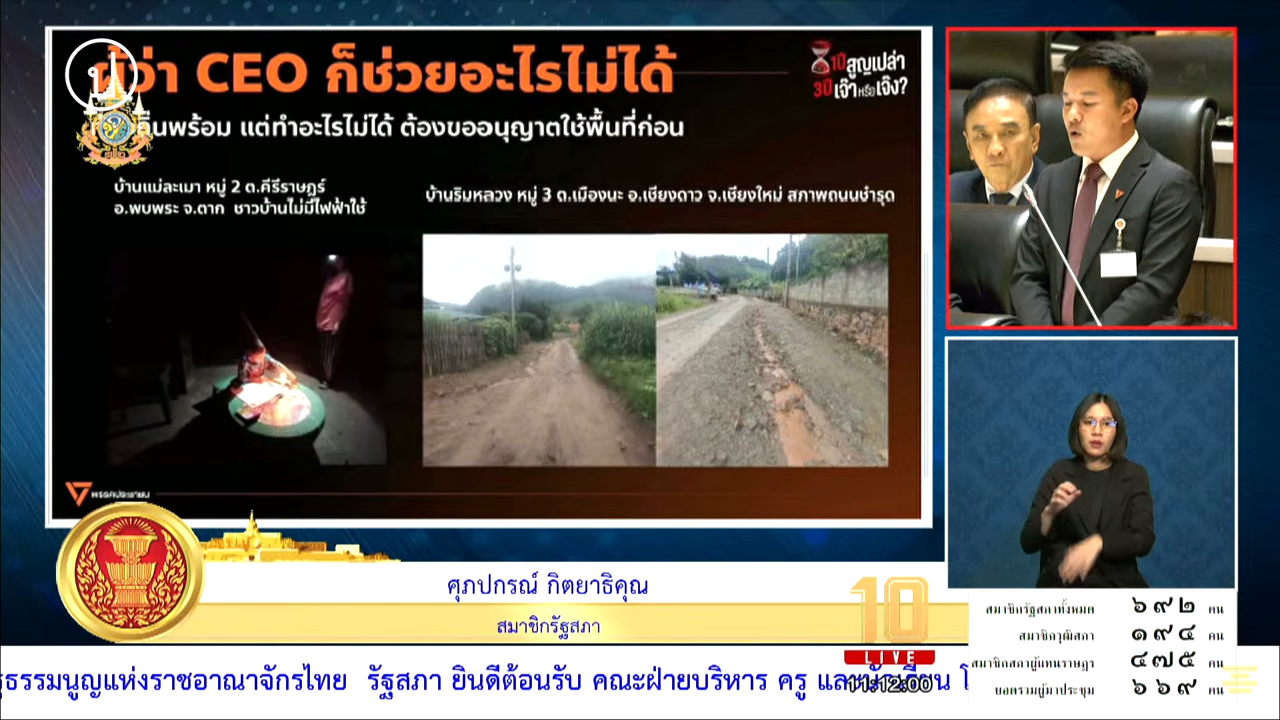 ผู้ว่า CEO ก็ช่วยอะไรไม่ได้
10ปีสูญเปล่า
3ปี เจ๊าหรือเจ๊ง?
พร้อม แต่ทำอะไรไม่ได้ ต้องขออนุญาตใช้พื้นที่ก่อน
บ้านแม่ละเมา หมู่ 2 ต.คีรีราษฎร์
อ.พบพระ จ.ตาก ชาวบ้านไม่มีไฟฟ้าใช้
บ้านริมหลวง หมู่ 3 ต.เมืองนะ อ.เชียงดาว จ.เชียงใหม่ สภาพถนนชำรุด
พรรคประชาชน
ศุภปกรณ์ กิตยาธิคุณ
สมาชิกรัฐสภา
10
LIVE
11:12:00
สมาชิกรัฐสภาทั้งหมด ๖๙๒ คน
สมาชิกวุฒิสภา ๑๙๔ คน
สมาชิกสภาผู้แทนราษฎร ๔๗๕ คน
ยอดรวมผู้มาประชุม ๖๖๙ คน
ธรรมนูญแห่งราชอาณาจักรไทย รัฐสภา ยินดีต้อนรับ คณะฝ่ายบริหาร ครู และนักเรียน